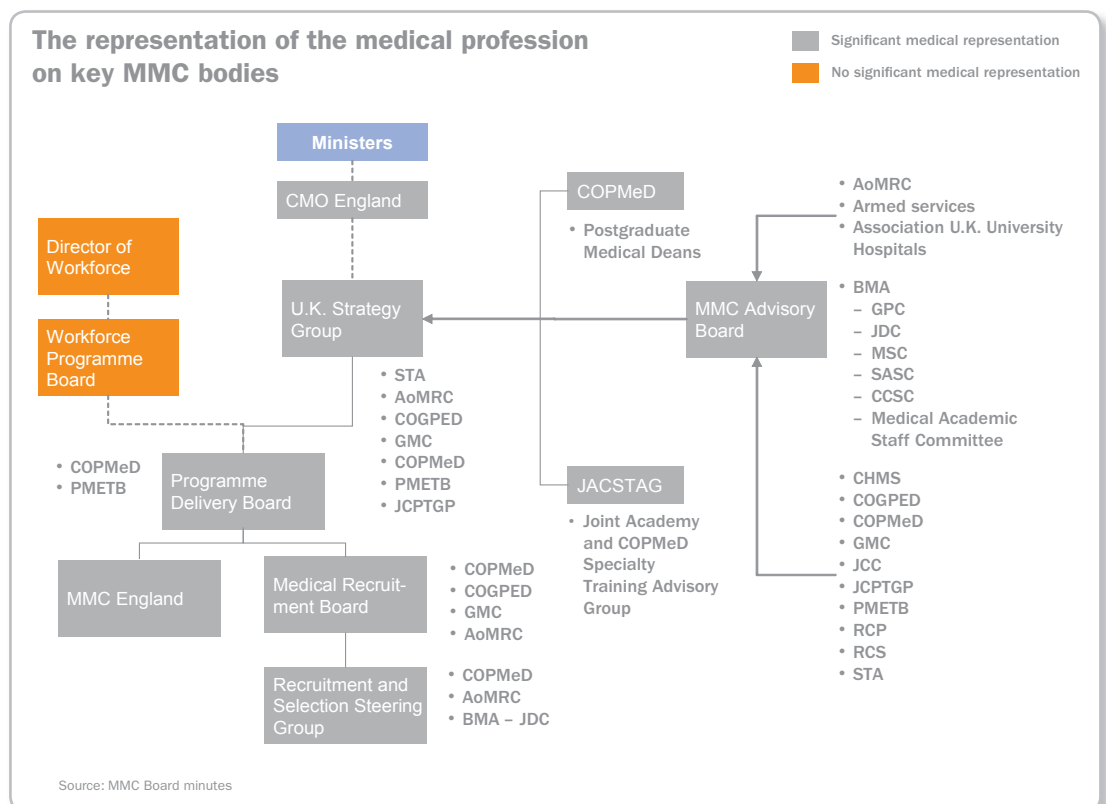 The representation of the medical profession
on key MMC bodies
Significant medical representation
No significant medical representation
Ministers
CMO England
Director of
Workforce
Workforce
Programme
Board
U.K. Strategy
Group
• STA
• AoMRC
• COGPED
• GMC
• COPMeD
• PMETB
• JCPTGP
• COPMeD
• PMETB
Programme
Delivery Board
MMC England
Medical Recruit-
ment Board
• COPMeD
• COGPED
• GMC
• AoMRC
Recruitment and
Selection Steering
Group
• COPMeD
• AoMRC
• BMA – JDC
COPMeD
• Postgraduate
Medical Deans
JACSTAG
• Joint Academy
and COPMeD
Specialty
Training Advisory
Group
MMC Advisory
Board
• AoMRC
• Armed services
• Association U.K. University
Hospitals
• BMA
– GPC
– JDC
– MSC
– SASC
– CCSC
– Medical Academic
Staff Committee
• CHMS
• COGPED
• COPMeD
• GMC
• JCC
• JCPTGP
• PMETB
• RCP
• RCS
• STA
Source: MMC Board minutes